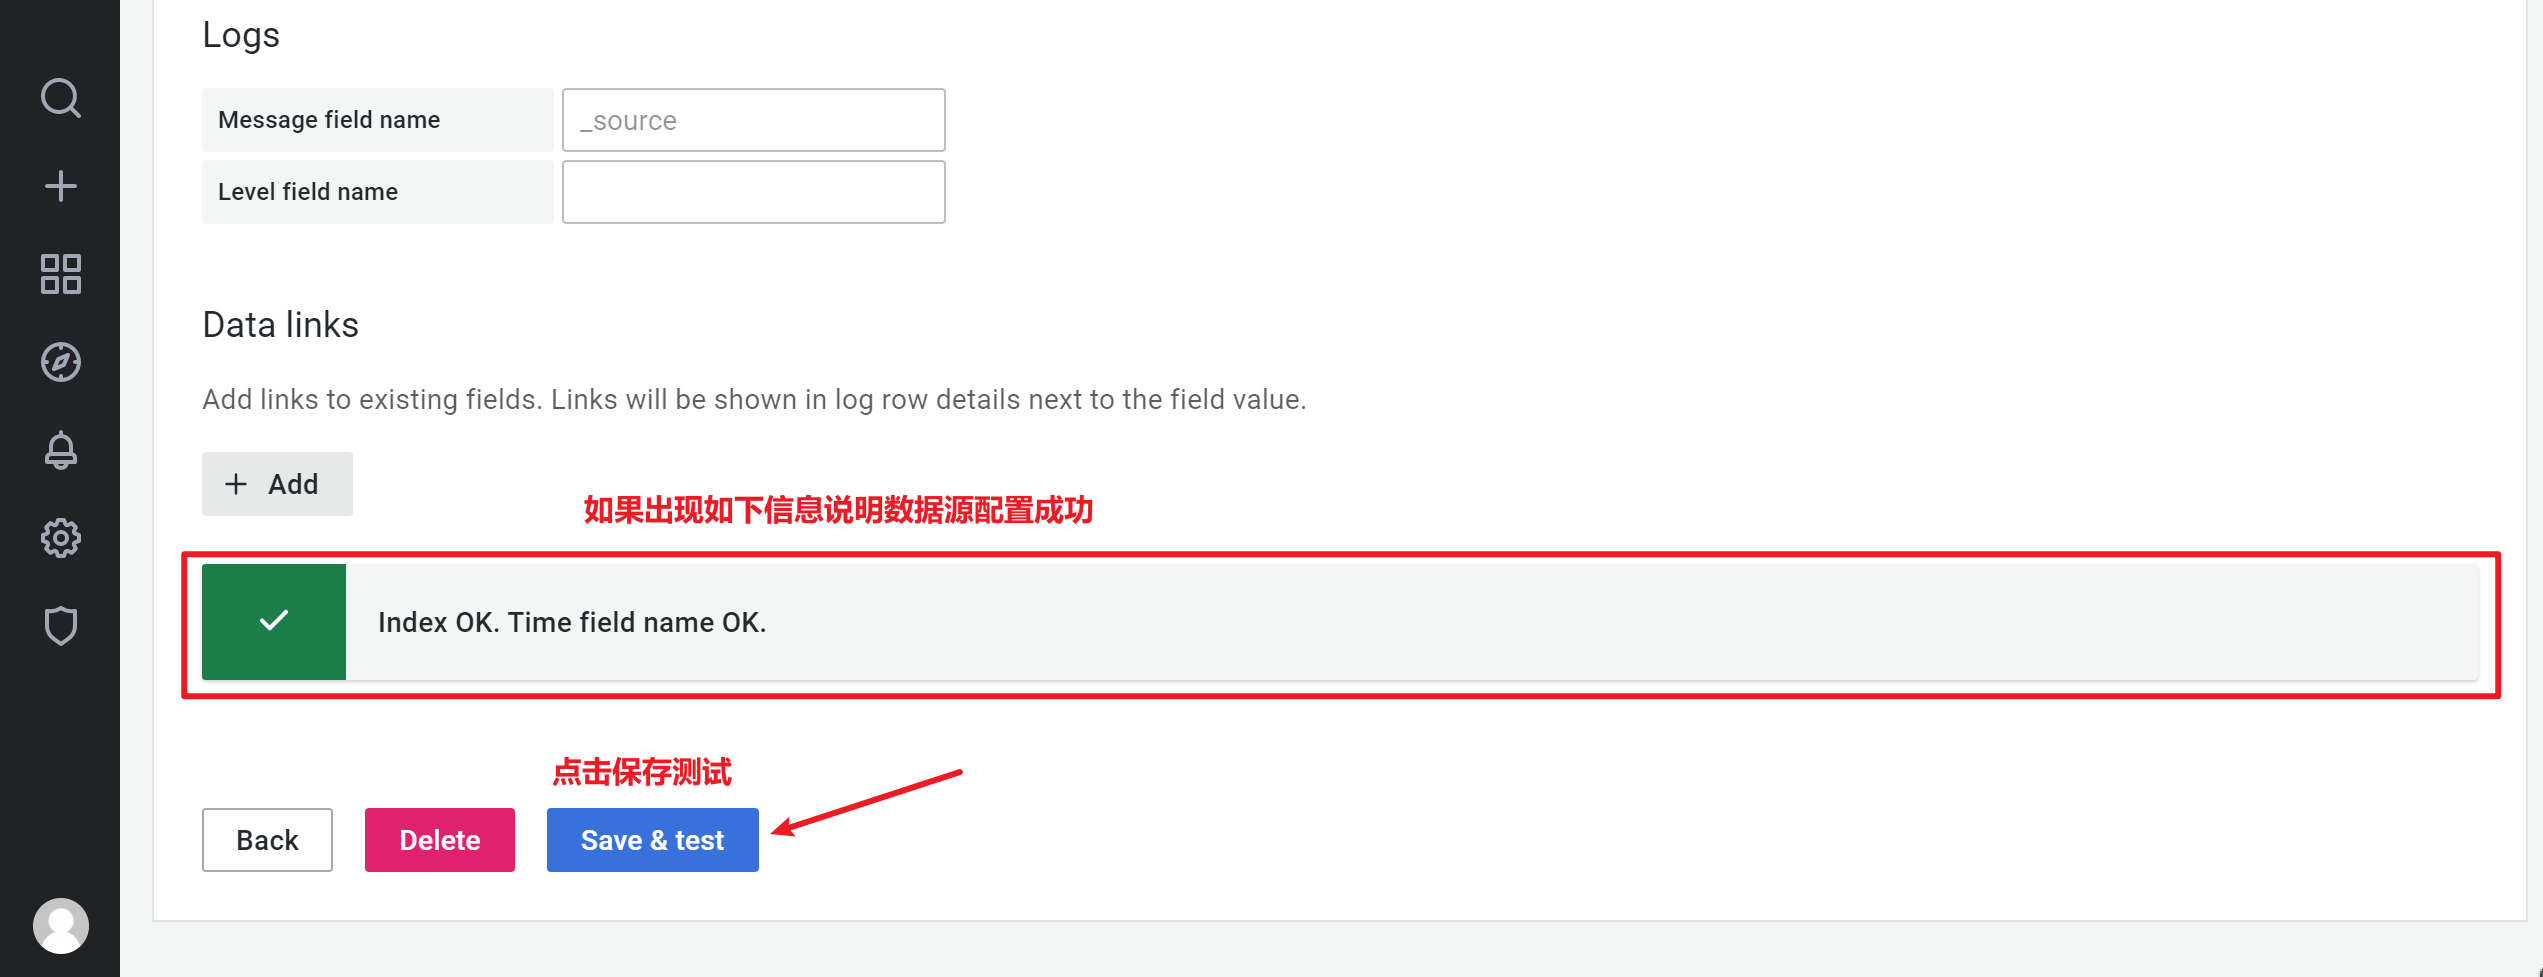 Logs
Message field name
_source
Level field name
Data links
Add links to existing fields. Links will be shown in log row details next to the field value.
+ Add
如果出现如下信息说明数据源配置成功
Index OK. Time field name OK.
点击保存测试
Back
Delete
Save & test